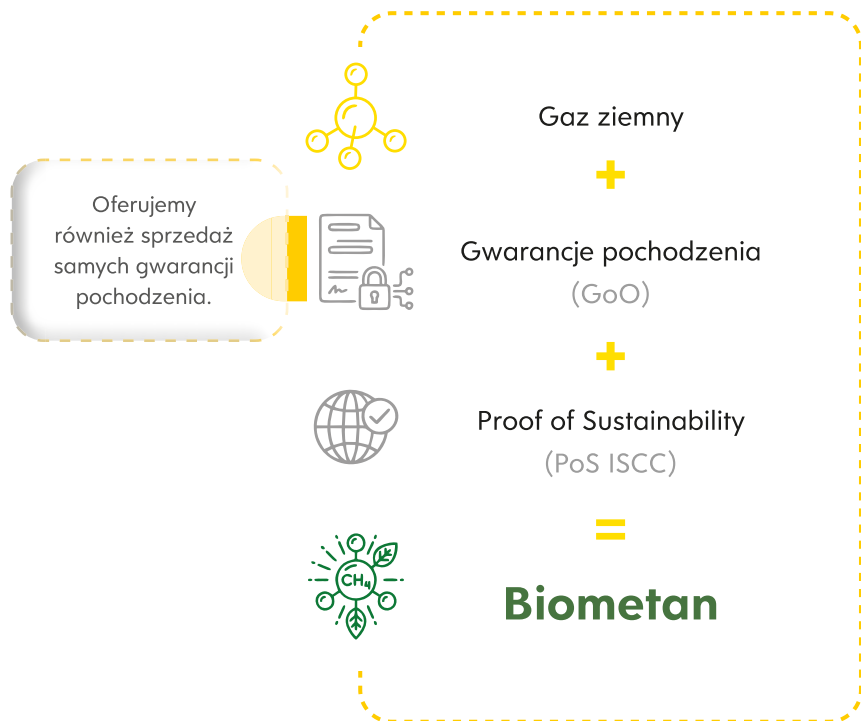 Gaz ziemny
+
Oferujemy
również sprzedaż
samych gwarancji
pochodzenia.
Gwarancje pochodzenia
(GoO)
+
Proof of Sustainability
(PoS ISCC)
=
CH4
Biometan